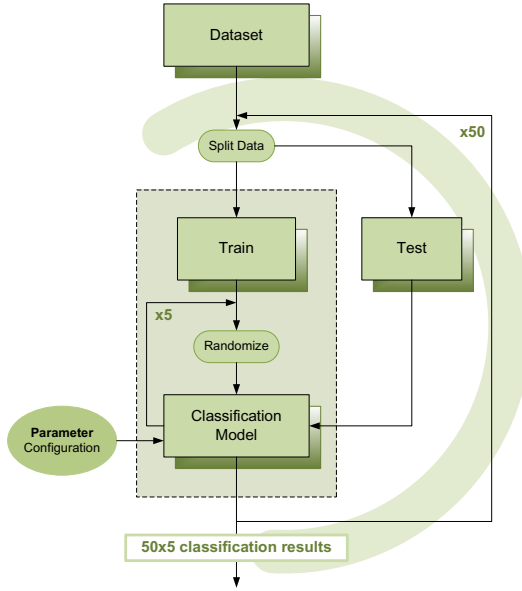 Dataset
x50
Split Data
Train
Test
x5
Randomize
Classification
Model
Parameter
Configuration
50x5 classification results